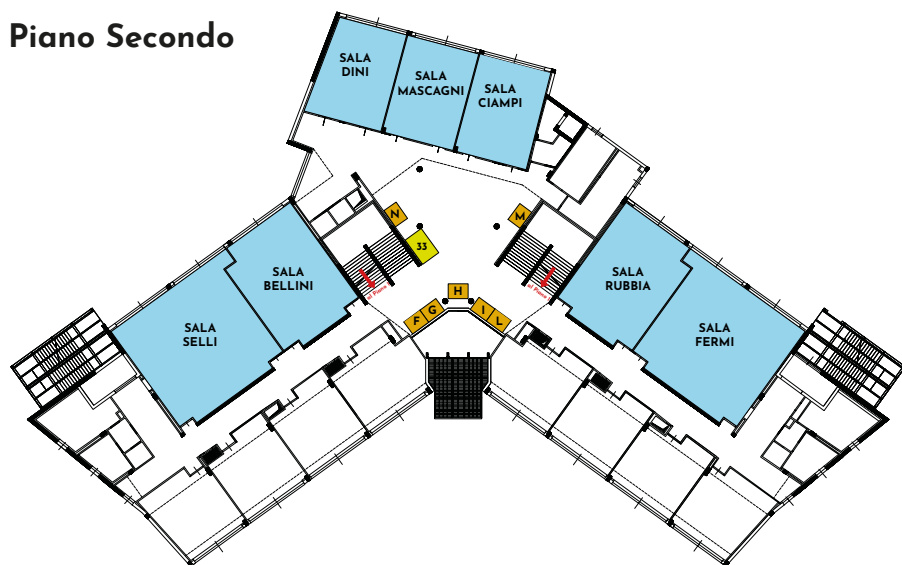 Piano Secondo
SALA
DINI
SALA
MASCAGNI
SALA
CIAMPI
N
M
33
SALA
BELLINI
SALA
RUBBIA
H
G
F
I
L
SALA
SELLI
SALA
FERMI